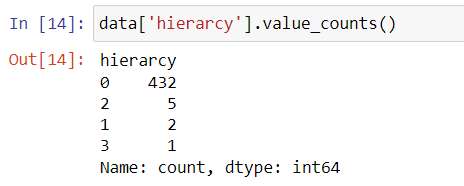 In [14]: data['hierarcy'].value_counts()
Out[14]: hierarcy
0    432
2      5
1      2
3      1
Name: count, dtype: int64